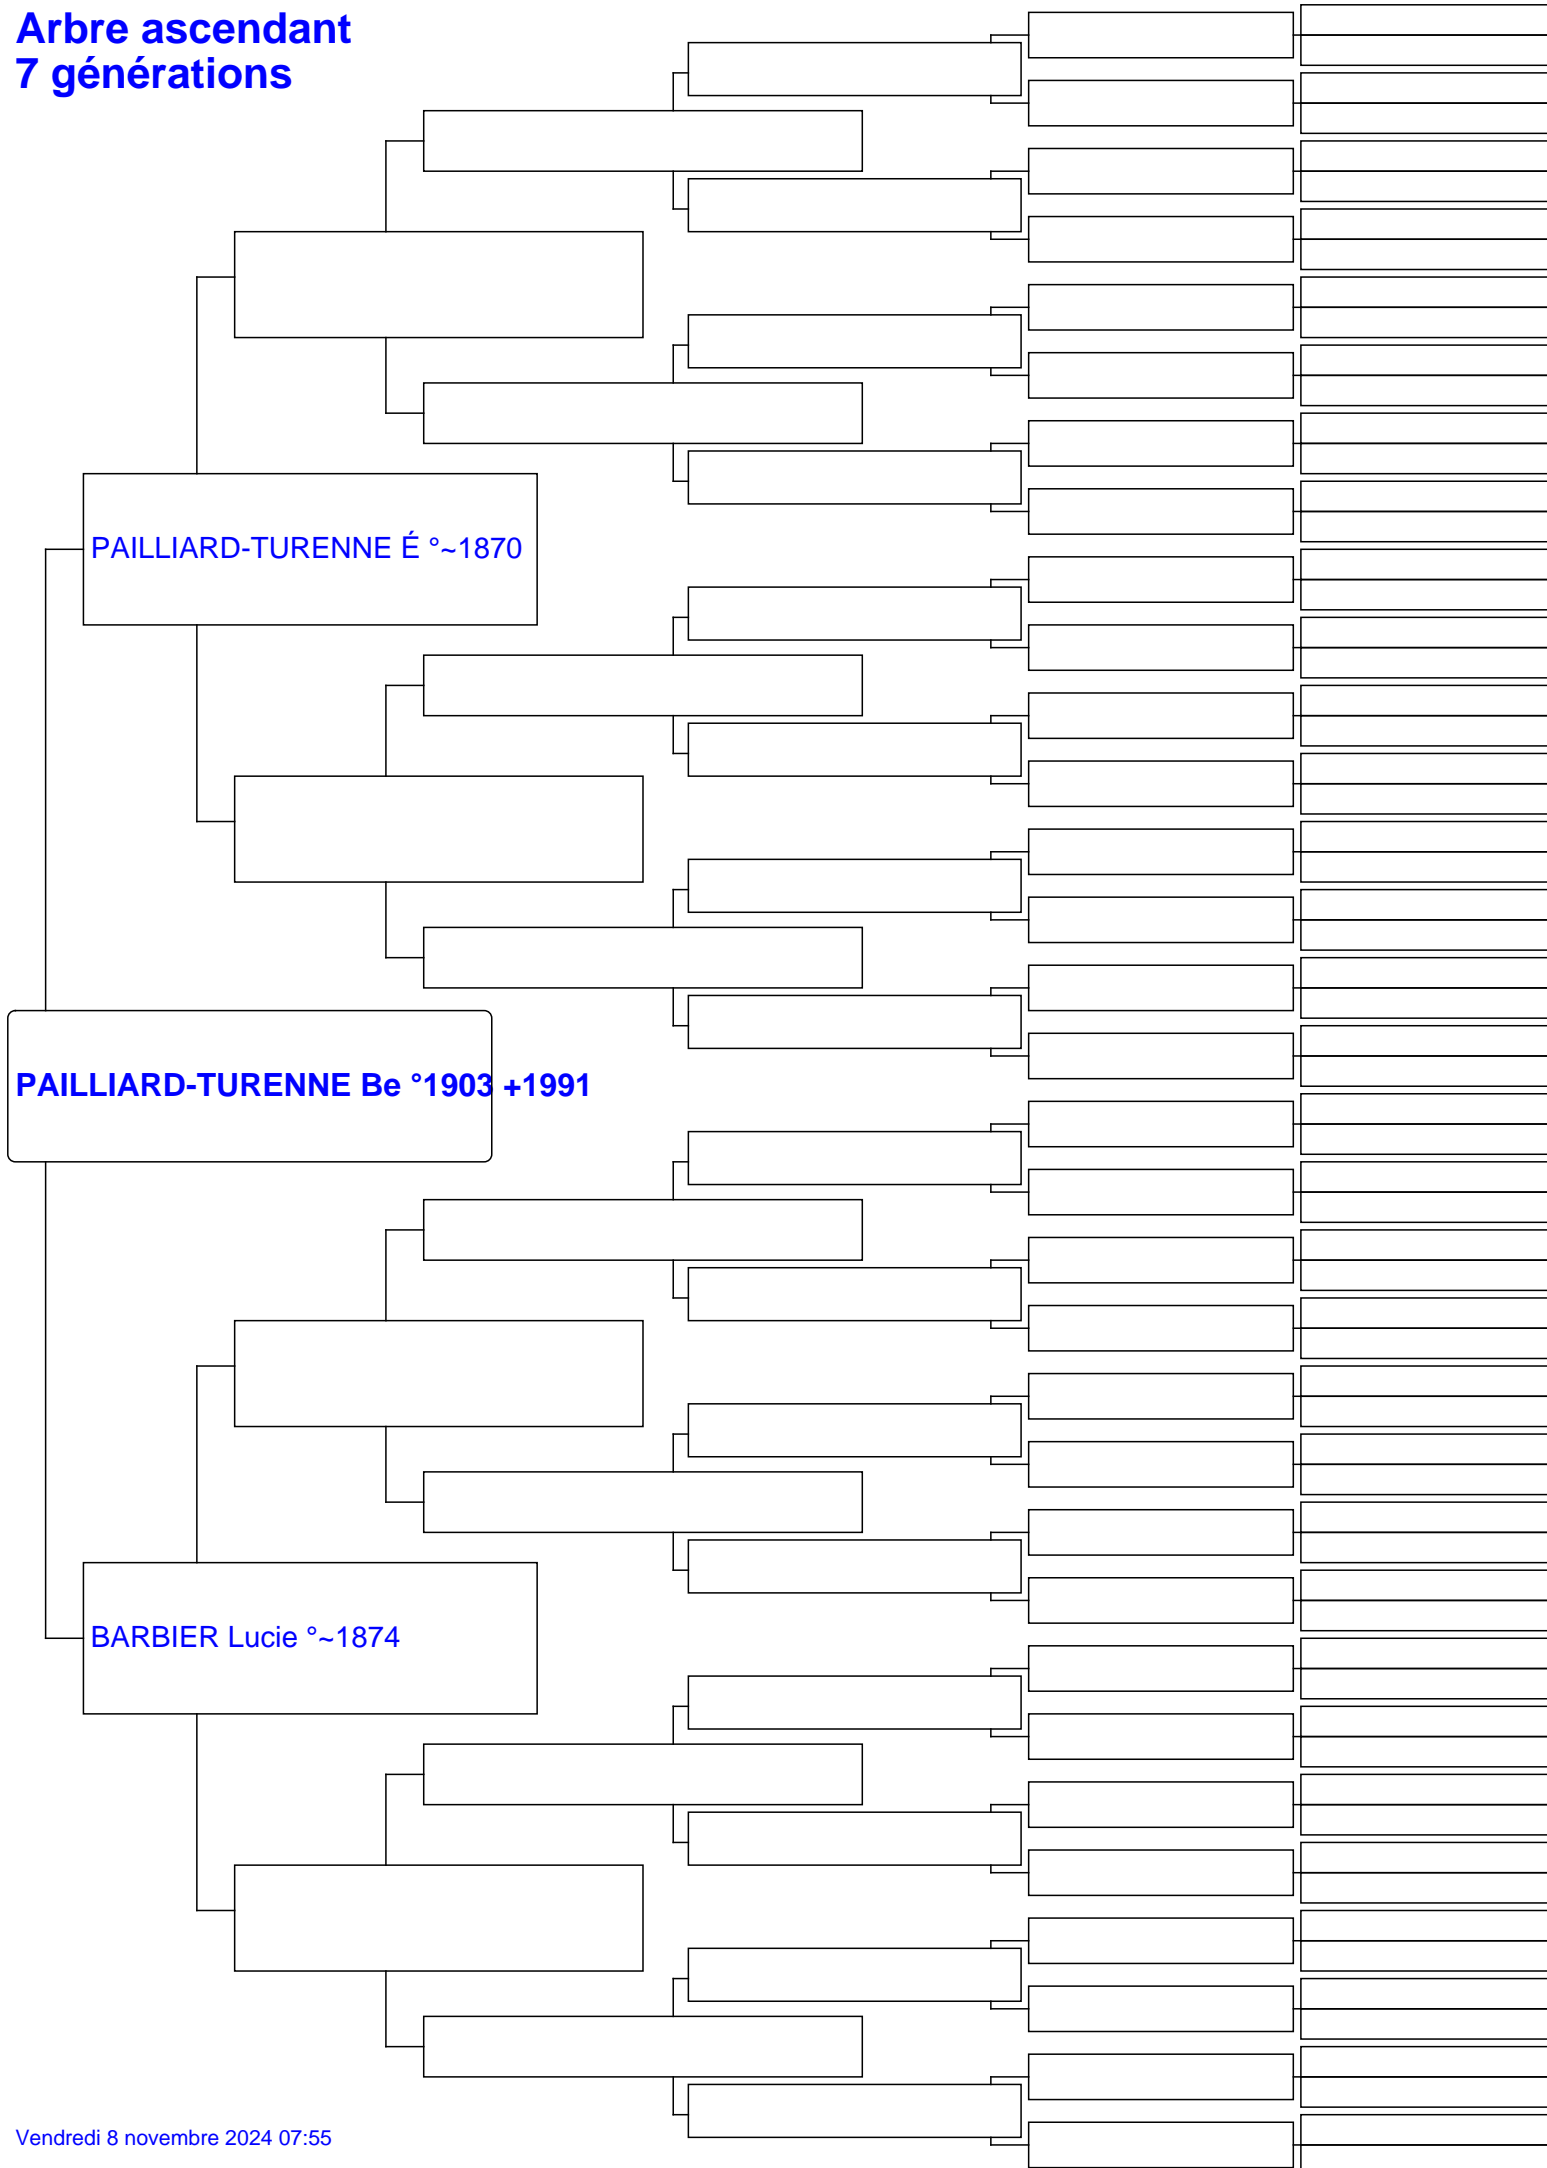 Arbre ascendant
7 générations
PAILLIARD-TURENNE É °~1870
PAILLIARD-TURENNE Be °1903 +1991
BARBIER Lucie °~1874
Vendredi 8 novembre 2024 07:55